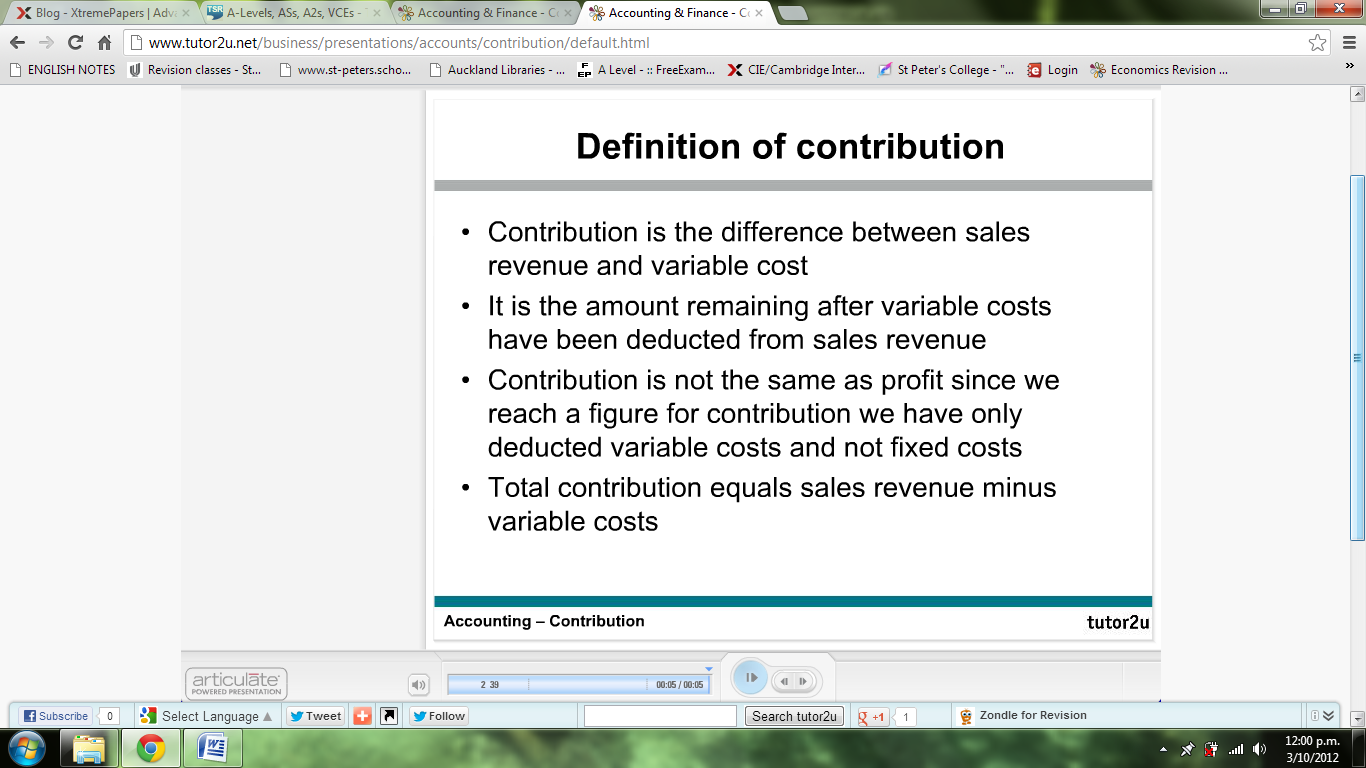 Blog - XtremePapers | Adva
A-Levels, ASs, A2s, VCEs - T
Accounting & Finance - Co
Accounting & Finance - Co
www.tutor2u.net/business/presentations/accounts/contribution/default.html
ENGLISH NOTES
Revision classes - St...
www.st-peters.scho...
Auckland Libraries - ...
A Level - :: FreeExam...
CIE/Cambridge Inter...
St Peter's College - "...
Login
Economics Revision ...
Definition of contribution
• Contribution is the difference between sales
revenue and variable cost
• It is the amount remaining after variable costs
have been deducted from sales revenue
• Contribution is not the same as profit since we
reach a figure for contribution we have only
deducted variable costs and not fixed costs
• Total contribution equals sales revenue minus
variable costs
Accounting – Contribution
tutor2u
articulate
POWERED PRESENTATION
2 39
00:05 / 00:05
Subscribe
0
Select Language
Tweet
Follow
Search tutor2u
+1
1
Zondle for Revision
12:00 p.m.
3/10/2012